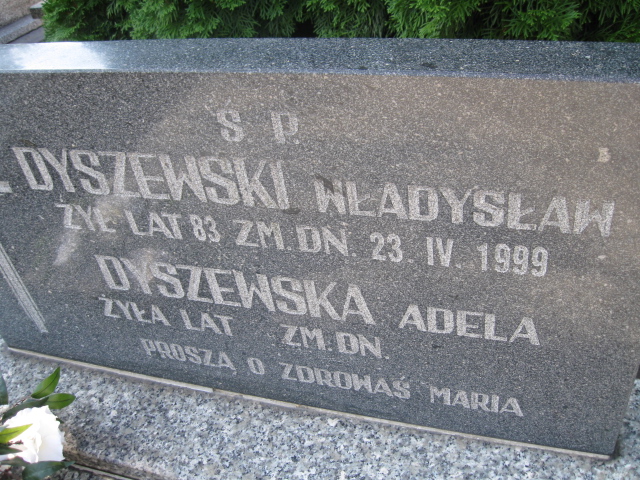 Ś P.
DYSZEWSKI WŁADYSŁAW
ŻYŁ LAT 83 ZM. DN. 23. IV. 1999
DYSZEWSKA ADELA
ŻYŁA LAT ZM. DN.
PROSZĄ O ZDROWAŚ MARIA